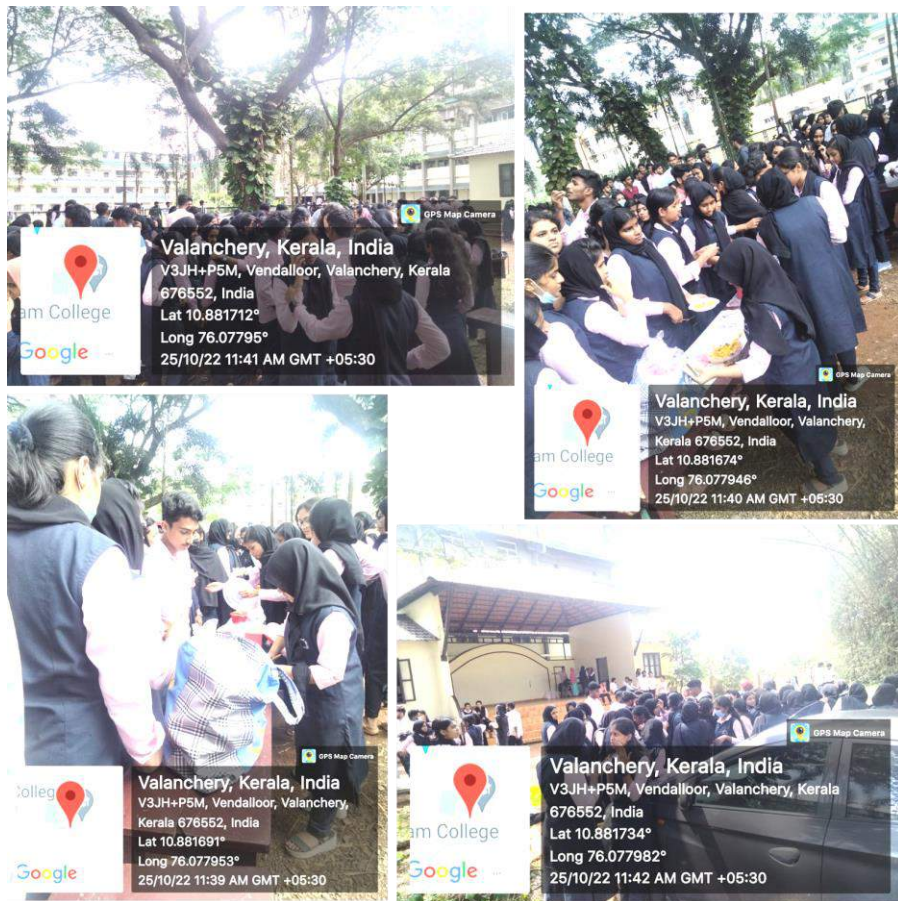 GPS Map Camera
Valanchery, Kerala, India
V3JH+P5M, Vendalloor, Valanchery, Kerala
676552, India
Lat 10.881712°
Long 76.07795°
25/10/22 11:41 AM GMT +05:30
am College
Google
GPS Map Camera
Valanchery, Kerala, India
V3JH+P5M, Vendalloor, Valanchery,
Kerala 676552, India
Lat 10.881674°
Long 76.077946°
25/10/22 11:40 AM GMT +05:30
am College
Google
GPS Map Camera
Valanchery, Kerala, India
V3JH+P5M, Vendalloor, Valanchery,
Kerala 676552, India
Lat 10.881691°
Long 76.077953°
25/10/22 11:39 AM GMT +05:30
Colleg
Google
GPS Map Camera
Valanchery, Kerala, India
V3JH+P5M, Vendalloor, Valanchery, Kerala
676552, India
Lat 10.881734°
Long 76.077982°
25/10/22 11:42 AM GMT +05:30
am College
Google